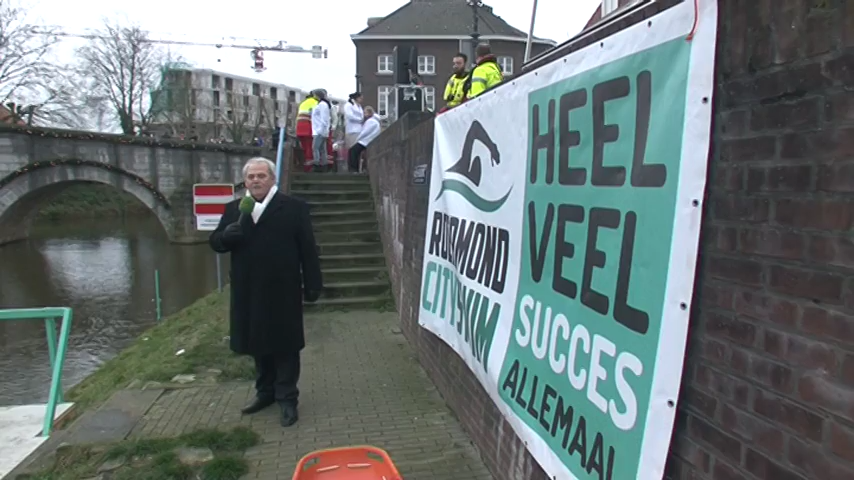 ROERMOND
CITYSWIM
HEEL
VEEL
SUCCES
ALLEMAAL